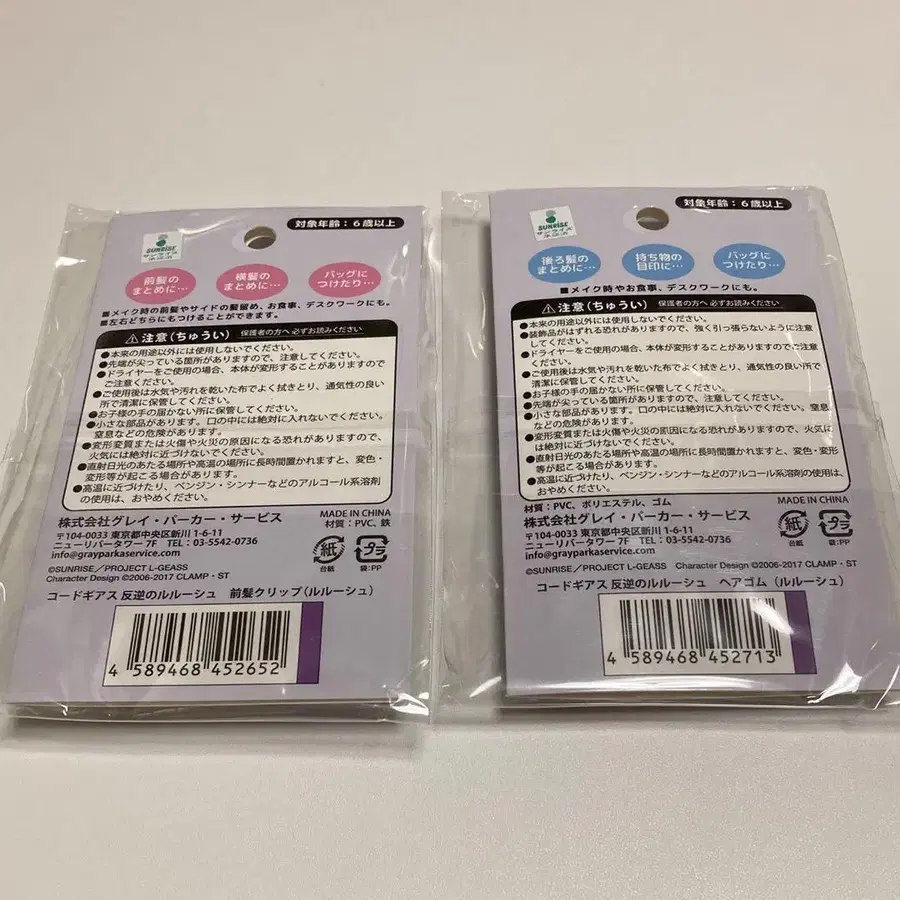 対象年齢：6歳以上
SUNRISE
サンライズ
前髪の
まとめに…
横髪の
まとめに…
バッグに
つけたり…
■メイク時の前髪やサイドの髪留め、お食事、デスクワークにも。
■左右どちらにもつけることができます。
注意（ちゅうい） 保護者の方へ 必ずお読みください
●本来の用途以外には使用しないでください。
●先端が尖っている箇所がありますので、注意してください。
●ドライヤーをご使用の場合、本体が変形することがありますので
ご注意ください。
●ご使用後は水気や汚れを乾いた布でよく拭きとり、通気性の良い
所で清潔に保管してください。
●お子様の手の届かない所に保管してください。
●小さな部品があります。口の中には絶対に入れないでください。
窒息などの危険があります。
●変形変質または火傷や火災の原因になる恐れがありますので、
火気には絶対に近づけないでください。
●直射日光のあたる場所や高温の場所に長時間置かれますと、変色・
変形等が起こる場合があります。
●高温に近づけたり、ベンジン・シンナーなどのアルコール系溶剤
の使用は、おやめください。
株式会社グレイ・パーカー・サービス
〒104-0033 東京都中央区新川 1-6-11
ニューリバータワー 7F TEL：03-5542-0736
info@grayparkaservice.com
MADE IN CHINA
材質：PVC、鉄
紙
台紙
プラ
袋：PP
©SUNRISE／PROJECT L-GEASS
Character Design ©2006-2017 CLAMP・ST
コードギアス 反逆のルルーシュ 前髪クリップ（ルルーシュ）
4 589468 452652
対象年齢：6歳以上
SUNRISE
サンライズ
後ろ髪の
まとめに…
持ち物の
目印に…
バッグに
つけたり…
■メイク時やお食事、デスクワークにも。
注意（ちゅうい） 保護者の方へ 必ずお読みください
●本来の用途以外には使用しないでください。
●装飾品がはずれる恐れがありますので、強く引っ張らないように注意
してください。
●ドライヤーをご使用の場合、本体が変形することがありますのでご注意
ください。
●ご使用後は水気や汚れを乾いた布でよく拭きとり、通気性の良い所で
清潔に保管してください。
●お子様の手の届かない所に保管してください。
●先端が尖っている箇所がありますので、注意してください。
●小さな部品があります。口の中には絶対に入れないでください。窒息
などの危険があります。
●変形変質または火傷や火災の原因になる恐れがありますので、火気に
は絶対に近づけないでください。
●直射日光のあたる場所や高温の場所に長時間置かれますと、変色・変形
等が起こる場合があります。
●高温に近づけたり、ベンジン・シンナーなどのアルコール系溶剤の使用は、
おやめください。
材質：PVC、ポリエステル、ゴム
株式会社グレイ・パーカー・サービス
〒104-0033 東京都中央区新川 1-6-11
ニューリバータワー 7F TEL：03-5542-0736
info@grayparkaservice.com
MADE IN CHINA
紙
台紙
プラ
袋：PP
©SUNRISE／PROJECT L-GEASS Character Design ©2006-2017 CLAMP・ST
コードギアス 反逆のルルーシュ ヘアゴム（ルルーシュ）
4 589468 452713